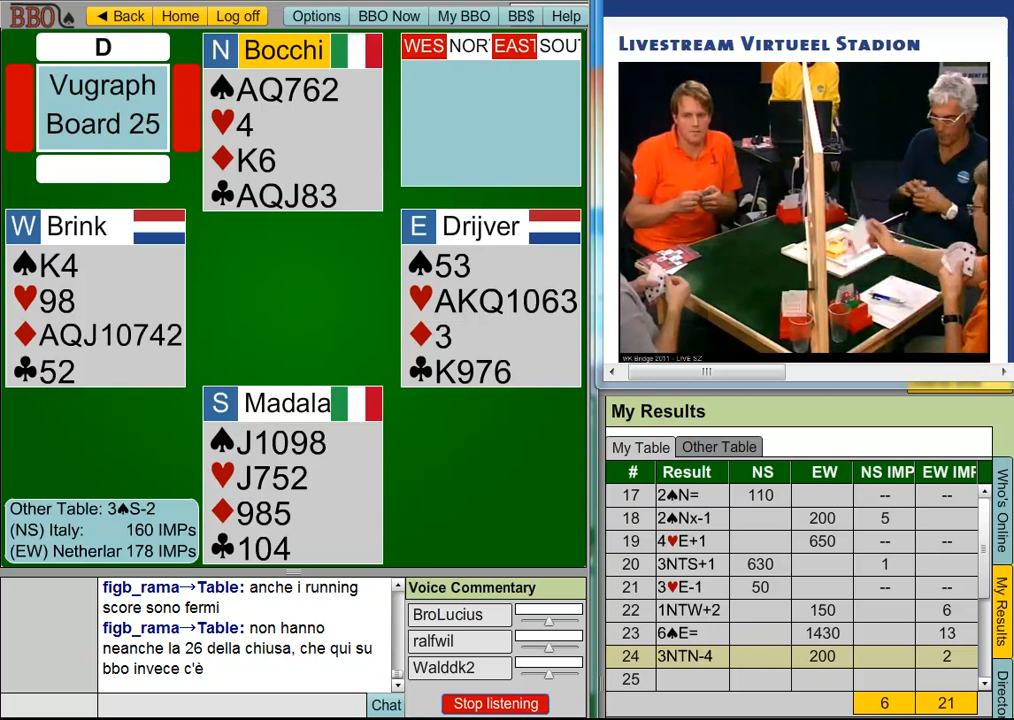 BBO ◄ Back Home Log off Options BBO Now My BBO BB$ Help
D
Vugraph
Board 25
N Bocchi
♠AQ762
♥4
♦K6
♣AQJ83
WES NOR EAST SOUT
W Brink
♠K4
♥98
♦AQJ10742
♣52
E Drijver
♠53
♥AKQ1063
♦3
♣K976
S Madala
♠J1098
♥J752
♦985
♣104
Other Table: 3♠S-2
(NS) Italy: 160 IMPs
(EW) Netherlar 178 IMPs
figb_rama→Table: anche i running
score sono fermi
figb_rama→Table: non hanno
neanche la 26 della chiusa, che qui su
bbo invece c'è
Chat
Voice Commentary
BroLucius
ralfwil
Walddk2
Stop listening
Livestream Virtueel Stadion
WK Bridge 2011 - LIVE SZ
My Results
My Table Other Table
# Result NS EW NS IMP EW IMF
17 2♠N= 110 -- --
18 2♠Nx-1 200 5
19 4♥E+1 650 -- --
20 3NTS+1 630 1
21 3♥E-1 50 -- --
22 1NTW+2 150 6
23 6♠E= 1430 13
24 3NTN-4 200 2
25
6 21
Who's Online
My Results
Director